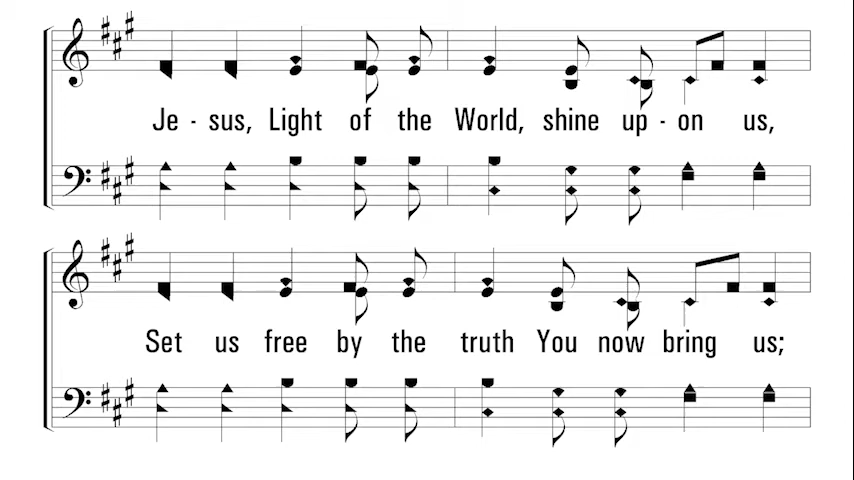 Je - sus, Light of the World, shine up - on us,
Set us free by the truth You now bring us;